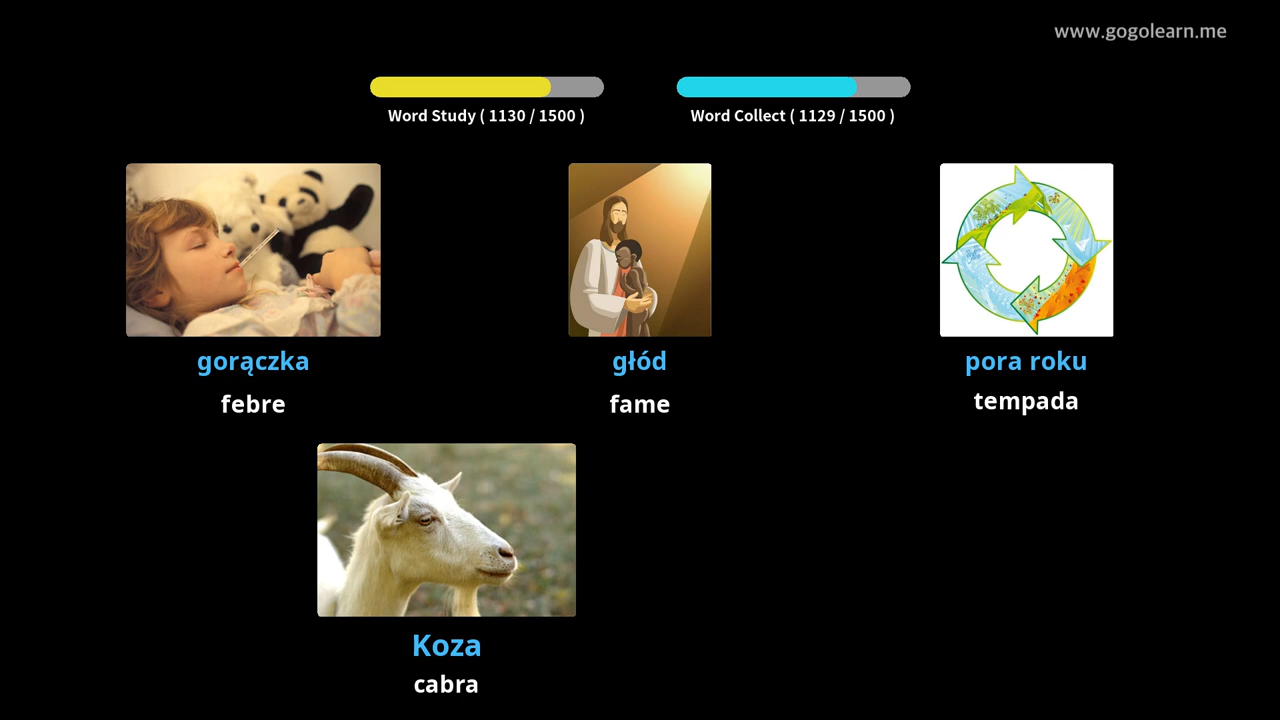 www.gogolearn.me
Word Study ( 1130 / 1500 )
Word Collect ( 1129 / 1500 )
gorączka
febre
głód
fame
pora roku
tempada
Koza
cabra